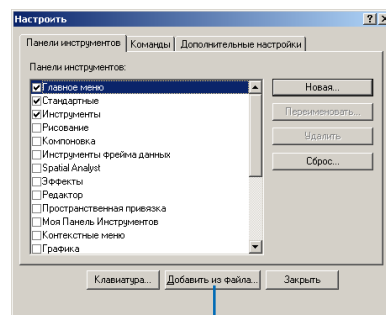 Настроить
Панели инструментов Команды Дополнительные настройки
Панели инструментов:
Главное меню
Стандартные
Инструменты
Рисование
Компоновка
Инструменты фрейма данных
Spatial Analyst
Эффекты
Редактор
Пространственная привязка
Моя Панель Инструментов
Контекстные меню
Графика
Новая...
Переименовать...
Удалить
Сброс...
Клавиатура... Добавить из файла... Закрыть